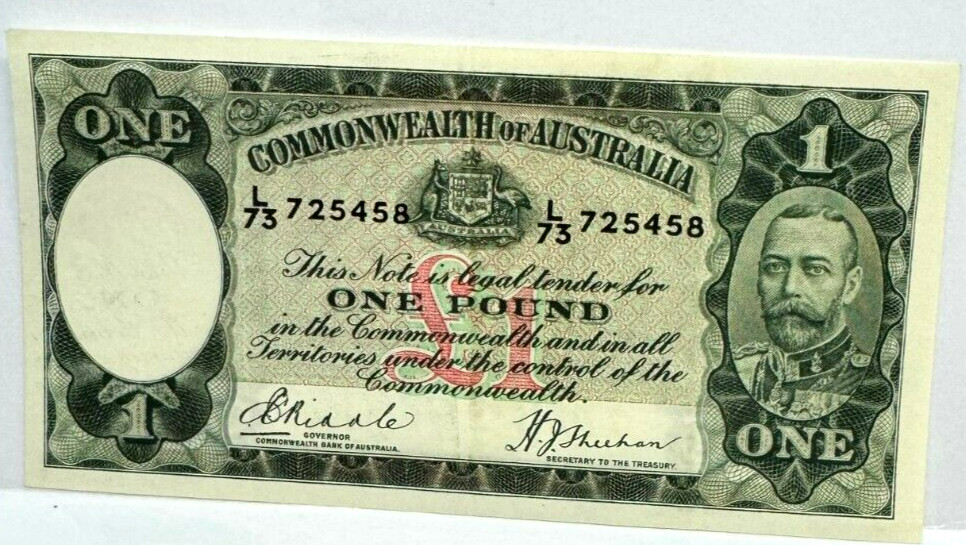 ONE
1
COMMONWEALTH OF AUSTRALIA
L/73 725458
L/73 725458
AUSTRALIA
£1
This Note is legal tender for
ONE POUND
in the Commonwealth and in all
Territories under the control of the
Commonwealth.
E Riddle
GOVERNOR
COMMONWEALTH BANK OF AUSTRALIA.
H.J. Sheehan
SECRETARY TO THE TREASURY.
1
ONE